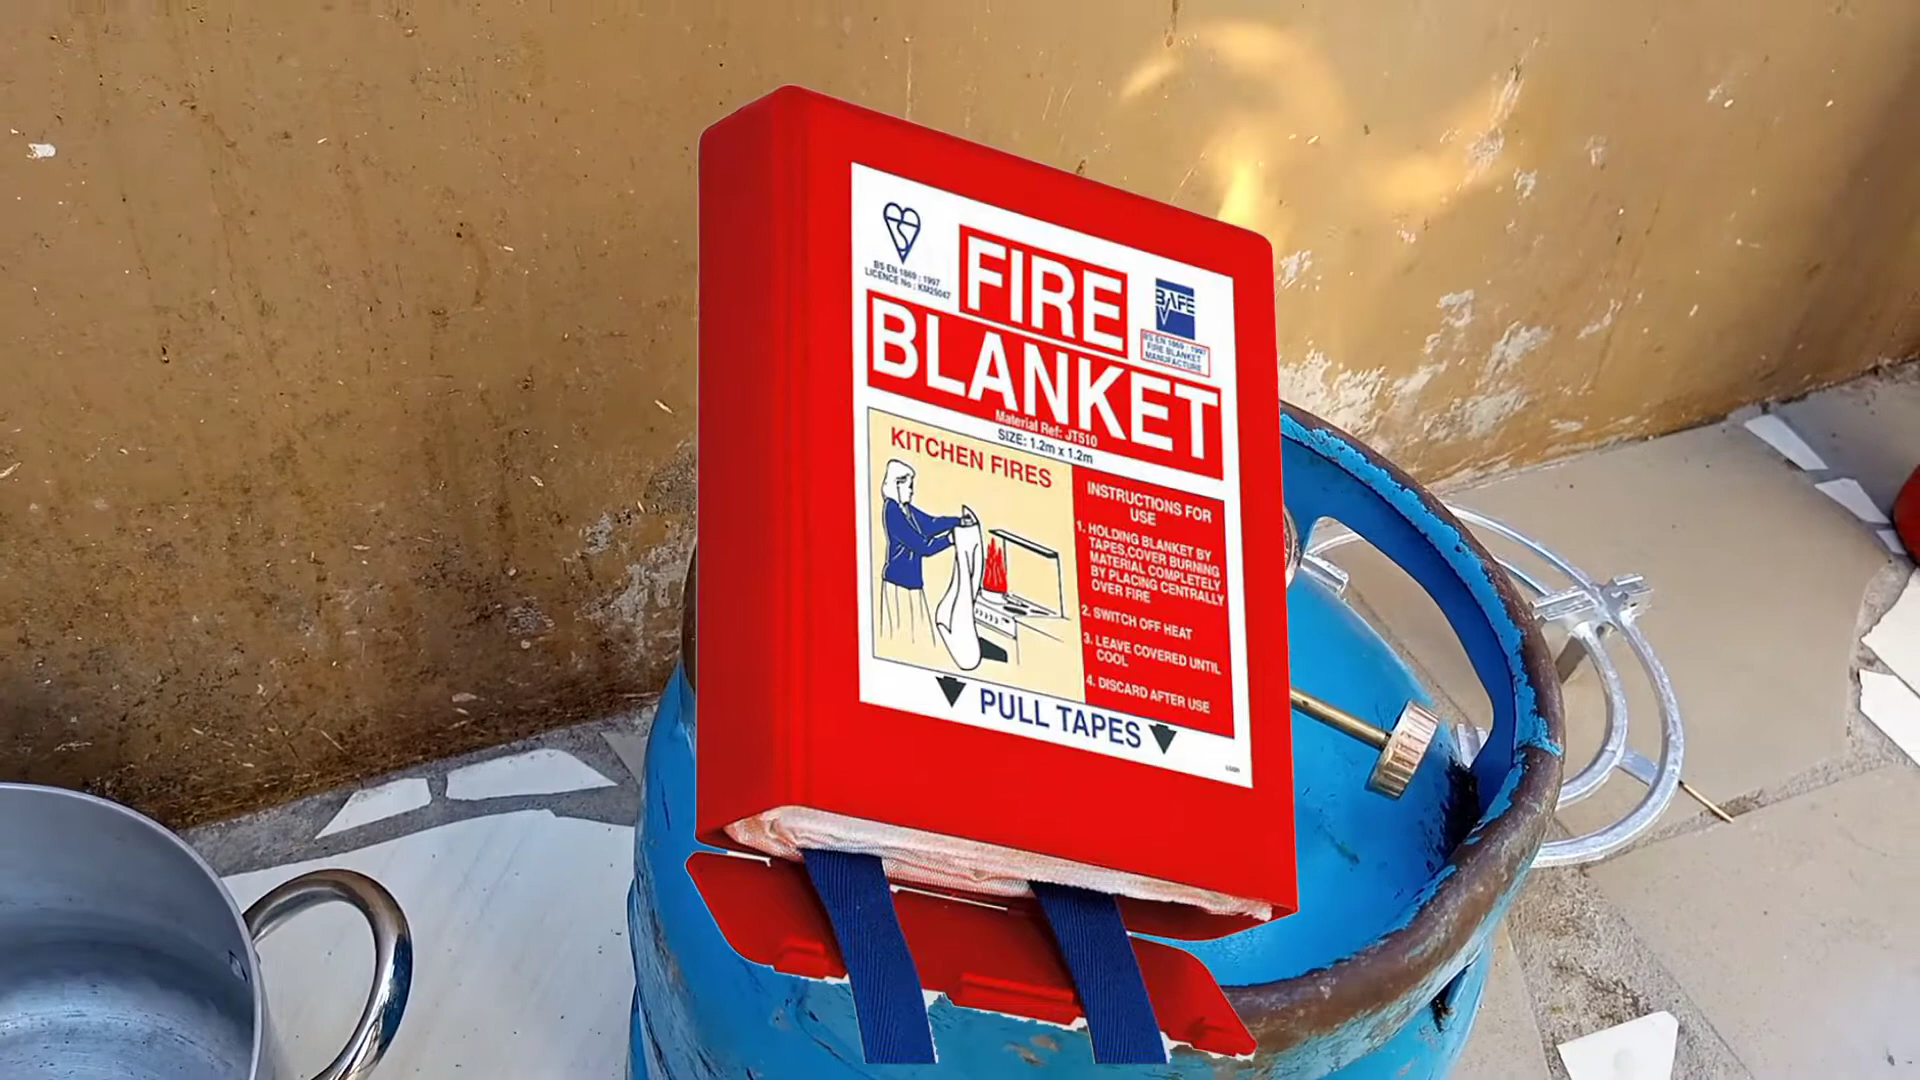 BS EN 1869 : 1997
LICENCE No : KM25047
FIRE
BAFE
BS EN 1869 : 1997
FIRE BLANKET
MANUFACTURE
BLANKET
Material Ref: JT510
SIZE: 1.2m x 1.2m
KITCHEN FIRES
INSTRUCTIONS FOR
USE
1. HOLDING BLANKET BY
TAPES,COVER BURNING
MATERIAL COMPLETELY
BY PLACING CENTRALLY
OVER FIRE
2. SWITCH OFF HEAT
3. LEAVE COVERED UNTIL
COOL
4. DISCARD AFTER USE
PULL TAPES